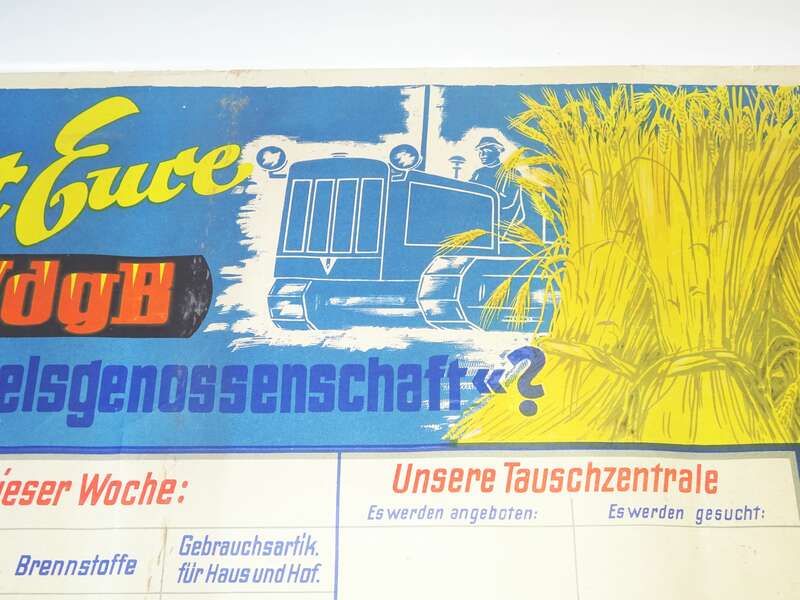 t Eure
VdgB
elsgenossenschaft«?
ieser Woche:
Unsere Tauschzentrale
Es werden angeboten: Es werden gesucht:
Brennstoffe
Gebrauchsartik.
für Haus und Hof.